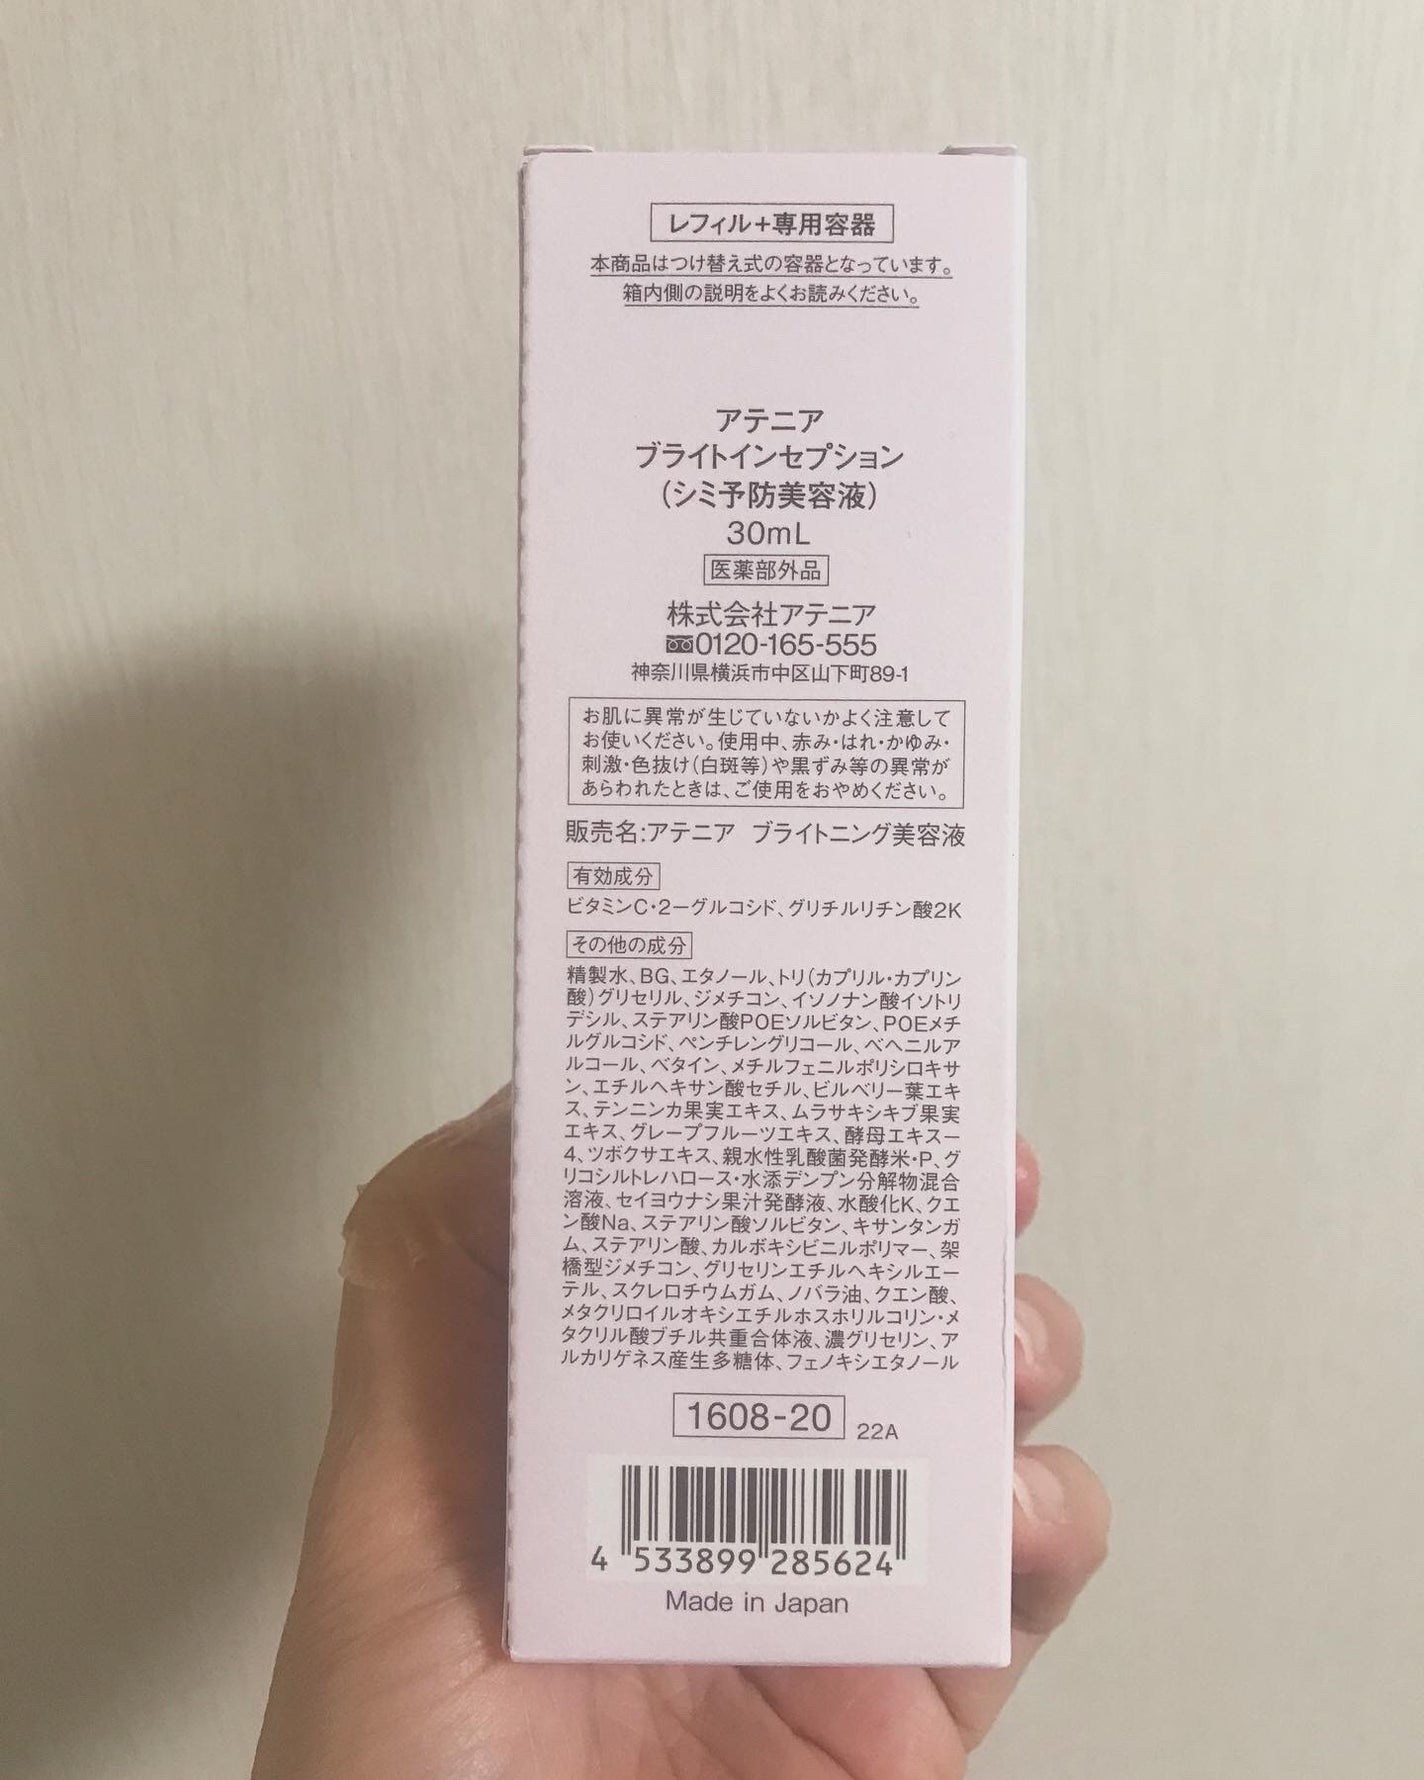 レフィル+専用容器
本商品はつけ替え式の容器となっています。
箱内側の説明をよくお読みください。
アテニア
ブライトインセプション
(シミ予防美容液)
30mL
医薬部外品
株式会社アテニア
0120-165-555
神奈川県横浜市中区山下町89-1
お肌に異常が生じていないかよく注意して
お使いください。使用中、赤み・はれ・かゆみ・
刺激・色抜け(白斑等)や黒ずみ等の異常が
あらわれたときは、ご使用をおやめください。
販売名:アテニア ブライトニング美容液
有効成分
ビタミンC・2ーグルコシド、グリチルリチン酸2K
その他の成分
精製水、BG、エタノール、トリ(カプリル・カプリン
酸)グリセリル、ジメチコン、イソノナン酸イソトリ
デシル、ステアリン酸POEソルビタン、POEメチ
ルグルコシド、ペンチレングリコール、ベヘニルア
ルコール、ベタイン、メチルフェニルポリシロキサ
ン、エチルヘキサン酸セチル、ビルベリー葉エキ
ス、テンニンカ果実エキス、ムラサキシキブ果実
エキス、グレープフルーツエキス、酵母エキスー
4、ツボクサエキス、親水性乳酸菌発酵米・P、グ
リコシルトレハロース・水添デンプン分解物混合
溶液、セイヨウナシ果汁発酵液、水酸化K、クエ
ン酸Na、ステアリン酸ソルビタン、キサンタンガ
ム、ステアリン酸、カルボキシビニルポリマー、架
橋型ジメチコン、グリセリンエチルヘキシルエー
テル、スクレロチウムガム、ノバラ油、クエン酸、
メタクリロイルオキシエチルホスホリルコリン・メ
タクリル酸ブチル共重合体液、濃グリセリン、ア
ルカリゲネス産生多糖体、フェノキシエタノール
1608-20 22A
4 533899 285624
Made in Japan